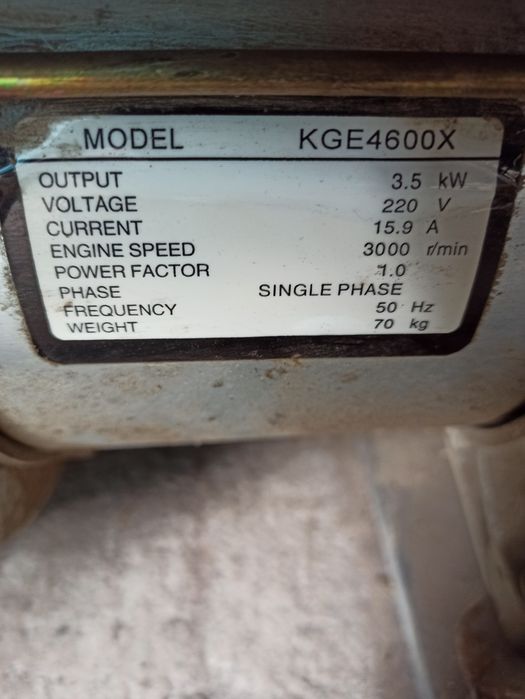 MODEL KGE4600X
OUTPUT 3.5 kW
VOLTAGE 220 V
CURRENT 15.9 A
ENGINE SPEED 3000 r/min
POWER FACTOR 1.0
PHASE SINGLE PHASE
FREQUENCY 50 Hz
WEIGHT 70 kg